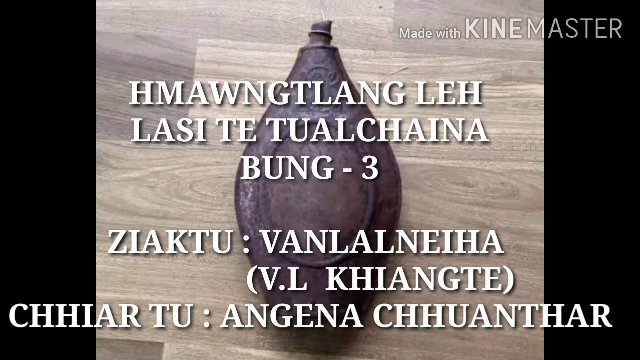 Made with KINEMASTER
HMAWNGTLANG LEH
LASI TE TUALCHAINA
BUNG - 3
ZIAKTU : VANLALNEIHA
(V.L KHIANGTE)
CHHIAR TU : ANGENA CHHUANTHAR